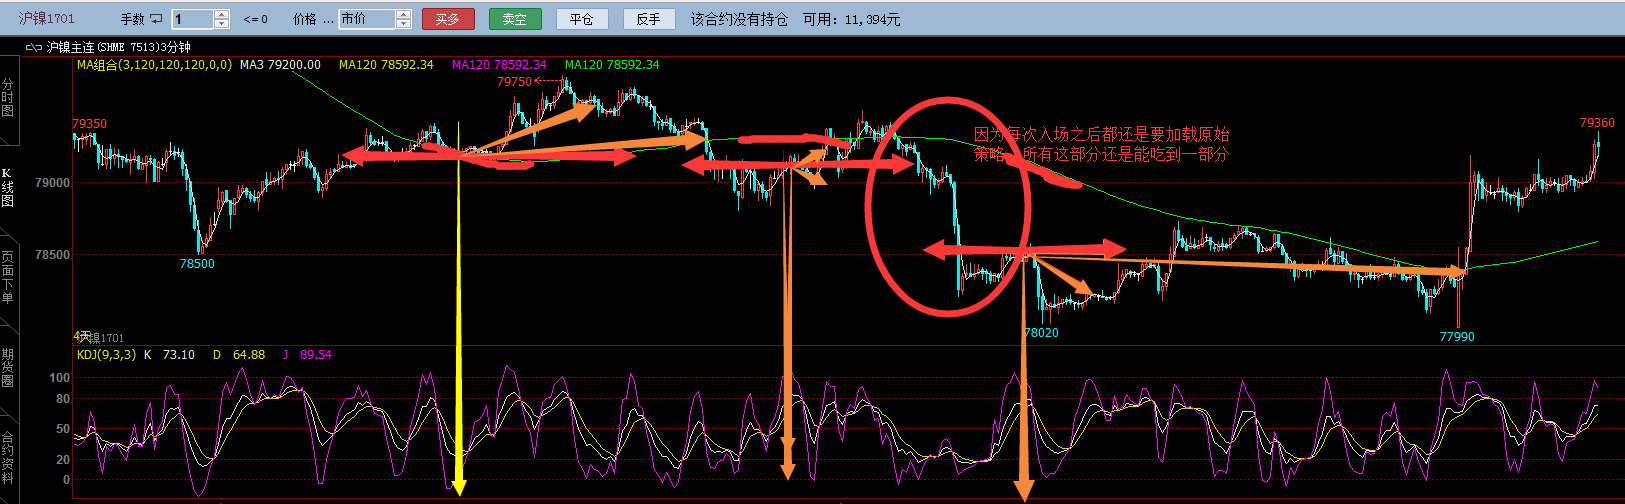 沪镍1701 手数 1 <= 0 价格 ... 市价 买多 卖空 平仓 反手 该合约没有持仓 可用：11,394元
沪镍主连(SHME 7513)3分钟
MA组合(3,120,120,120,0,0) MA3 79200.00 MA120 78592.34 MA120 78592.34 MA120 78592.34
分时图
K线图
页面下单
期货圈
合约资料
79750
79350
79360
因为每次入场之后都还是要加载原始
策略，所有这部分还是能吃到一部分
79000
78500
78500
78020
77990
4天
沪镍1701
KDJ(9,3,3) K 73.10 D 64.88 J 89.54
100
80
50
20
0